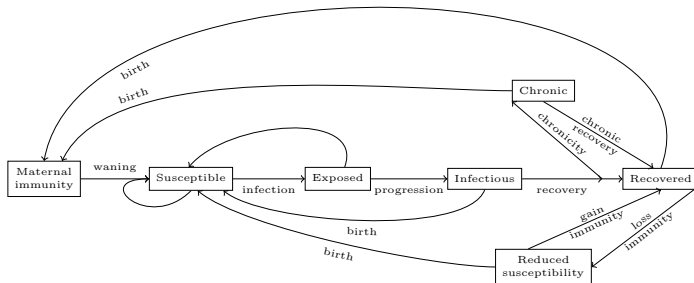 birth
birth
Chronic
chronic
recovery
chronicity
Maternal
immunity
waning
Susceptible
infection
Exposed
progression
Infectious
recovery
Recovered
birth
birth
gain
immunity
loss
immunity
Reduced
susceptibility